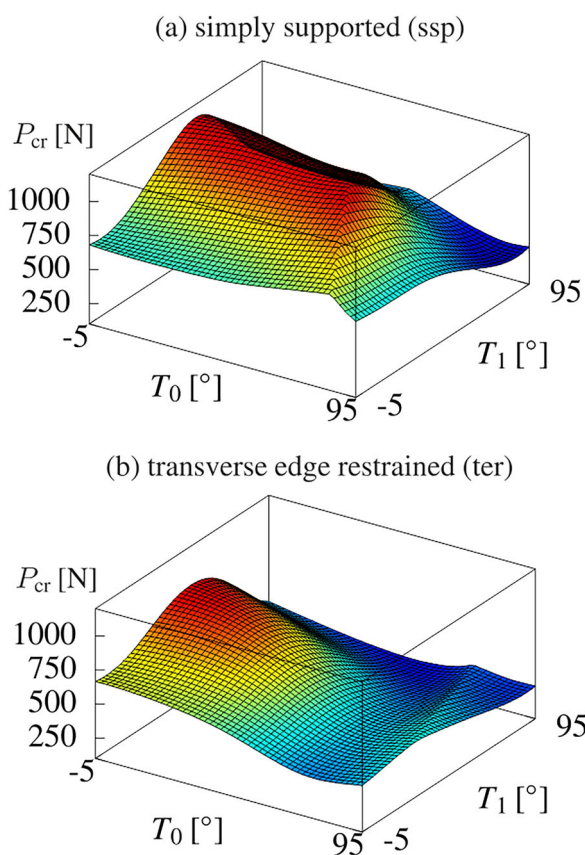 (a) simply supported (ssp)
P_cr [N]
1000
750
500
250
-5
T_0 [°]
95
-5
T_1 [°]
95
(b) transverse edge restrained (ter)
P_cr [N]
1000
750
500
250
-5
T_0 [°]
95
-5
T_1 [°]
95